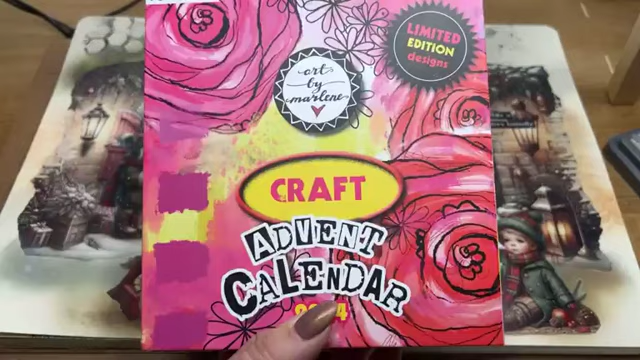 LIMITED
EDITION
designs
art
by
marlene
CRAFT
ADVENT
CALENDAR